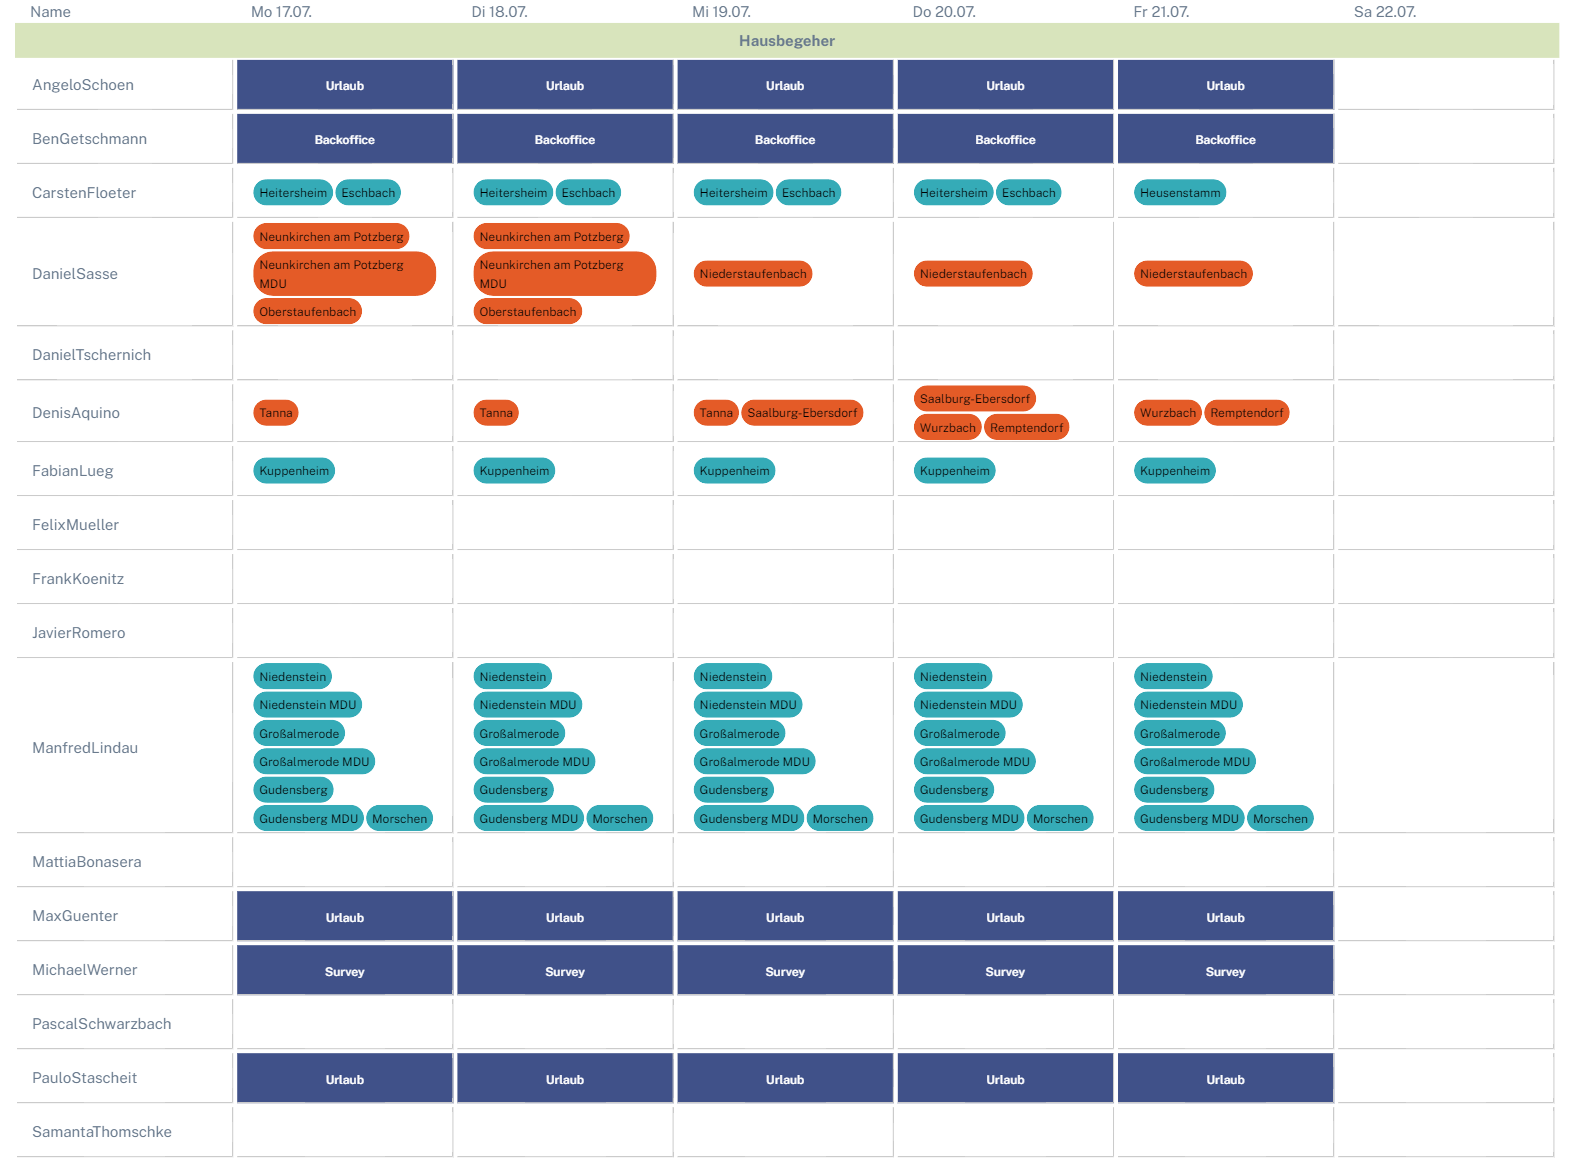 Name Mo 17.07. Di 18.07. Mi 19.07. Do 20.07. Fr 21.07. Sa 22.07.
Hausbegeher
AngeloSchoen Urlaub Urlaub Urlaub Urlaub Urlaub
BenGetschmann Backoffice Backoffice Backoffice Backoffice Backoffice
CarstenFloeter Heitersheim Eschbach Heitersheim Eschbach Heitersheim Eschbach Heitersheim Eschbach Heusenstamm
Neunkirchen am Potzberg Neunkirchen am Potzberg
Neunkirchen am Potzberg Neunkirchen am Potzberg
DanielSasse Niederstaufenbach Niederstaufenbach Niederstaufenbach
MDU MDU
Oberstaufenbach Oberstaufenbach
DanielTschernich
Saalburg-Ebersdorf
DenisAquino Tanna Tanna Tanna Saalburg-Ebersdorf Wurzbach Remptendorf
Wurzbach Remptendorf
FabianLueg Kuppenheim Kuppenheim Kuppenheim Kuppenheim Kuppenheim
FelixMueller
FrankKoenitz
JavierRomero
Niedenstein Niedenstein Niedenstein Niedenstein Niedenstein
Niedenstein MDU Niedenstein MDU Niedenstein MDU Niedenstein MDU Niedenstein MDU
Großalmerode Großalmerode Großalmerode Großalmerode Großalmerode
ManfredLindau
Großalmerode MDU Großalmerode MDU Großalmerode MDU Großalmerode MDU Großalmerode MDU
Gudensberg Gudensberg Gudensberg Gudensberg Gudensberg
Gudensberg MDU Morschen Gudensberg MDU Morschen Gudensberg MDU Morschen Gudensberg MDU Morschen Gudensberg MDU Morschen
MattiaBonasera
MaxGuenter Urlaub Urlaub Urlaub Urlaub Urlaub
MichaelWerner Survey Survey Survey Survey Survey
PascalSchwarzbach
PauloStascheit Urlaub Urlaub Urlaub Urlaub Urlaub
SamantaThomschke